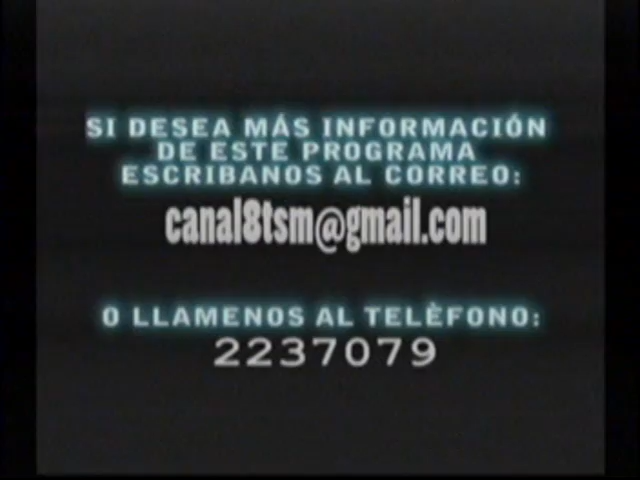 SI DESEA MÁS INFORMACIÓN
DE ESTE PROGRAMA
ESCRIBANOS AL CORREO:
canal8tsm@gmail.com
O LLAMENOS AL TELÈFONO:
2237079